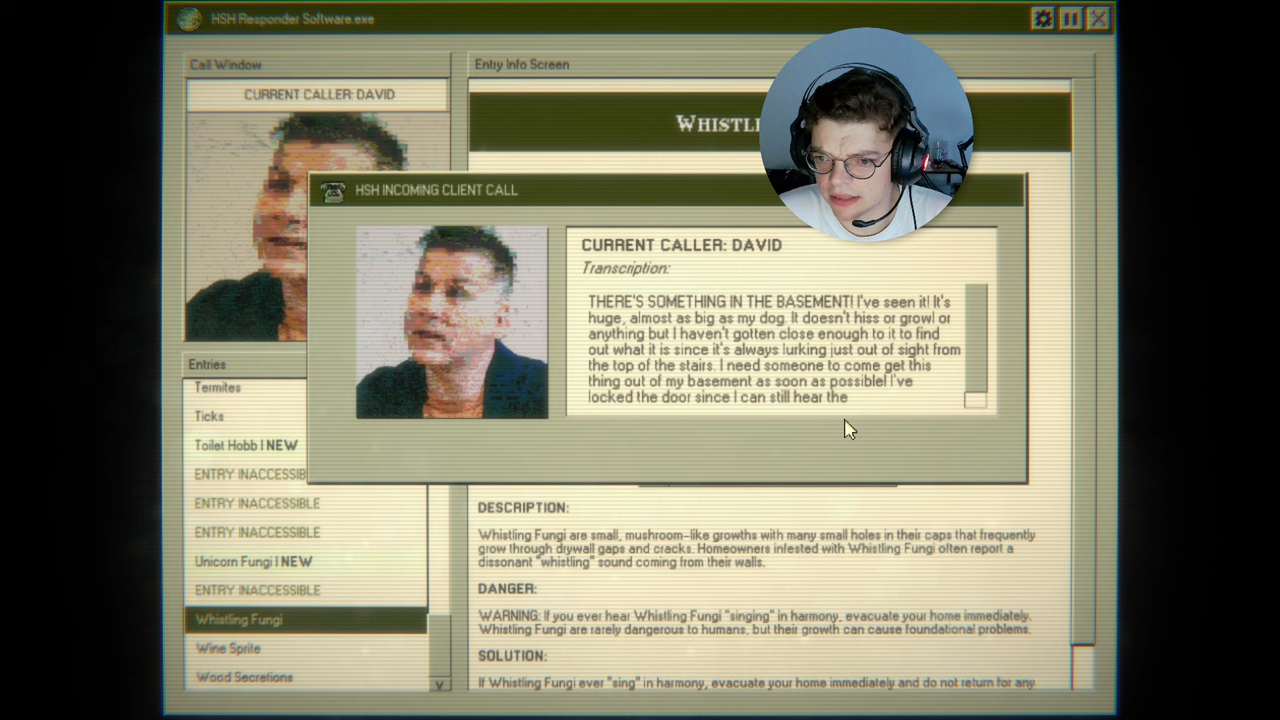 HSH Responder Software.exe
Call Window
CURRENT CALLER: DAVID
Entry Info Screen
HSH INCOMING CLIENT CALL
CURRENT CALLER: DAVID
Transcription:
THERE'S SOMETHING IN THE BASEMENT! I've seen it! It's
huge, almost as big as my dog. It doesn't hiss or growl or
anything but I haven't gotten close enough to it to find
out what it is since it's always lurking just out of sight from
the top of the stairs. I need someone to come get this
thing out of my basement as soon as possible! I've
locked the door since I can still hear the
Entries
Termites
Ticks
Toilet Hobb | NEW
ENTRY INACCESSIB
ENTRY INACCESSIBLE
ENTRY INACCESSIBLE
Unicorn Fungi | NEW
ENTRY INACCESSIBLE
Whistling Fungi
Wine Sprite
Wood Secretions
DESCRIPTION:
Whistling Fungi are small, mushroom-like growths with many small holes in their caps that frequently
grow through drywall gaps and cracks. Homeowners infested with Whistling Fungi often report a
dissonant "whistling" sound coming from their walls.
DANGER:
WARNING: If you ever hear Whistling Fungi "singing" in harmony, evacuate your home immediately.
Whistling Fungi are rarely dangerous to humans, but their growth can cause foundational problems.
SOLUTION:
If Whistling Fungi ever "sing" in harmony, evacuate your home immediately and do not return for any